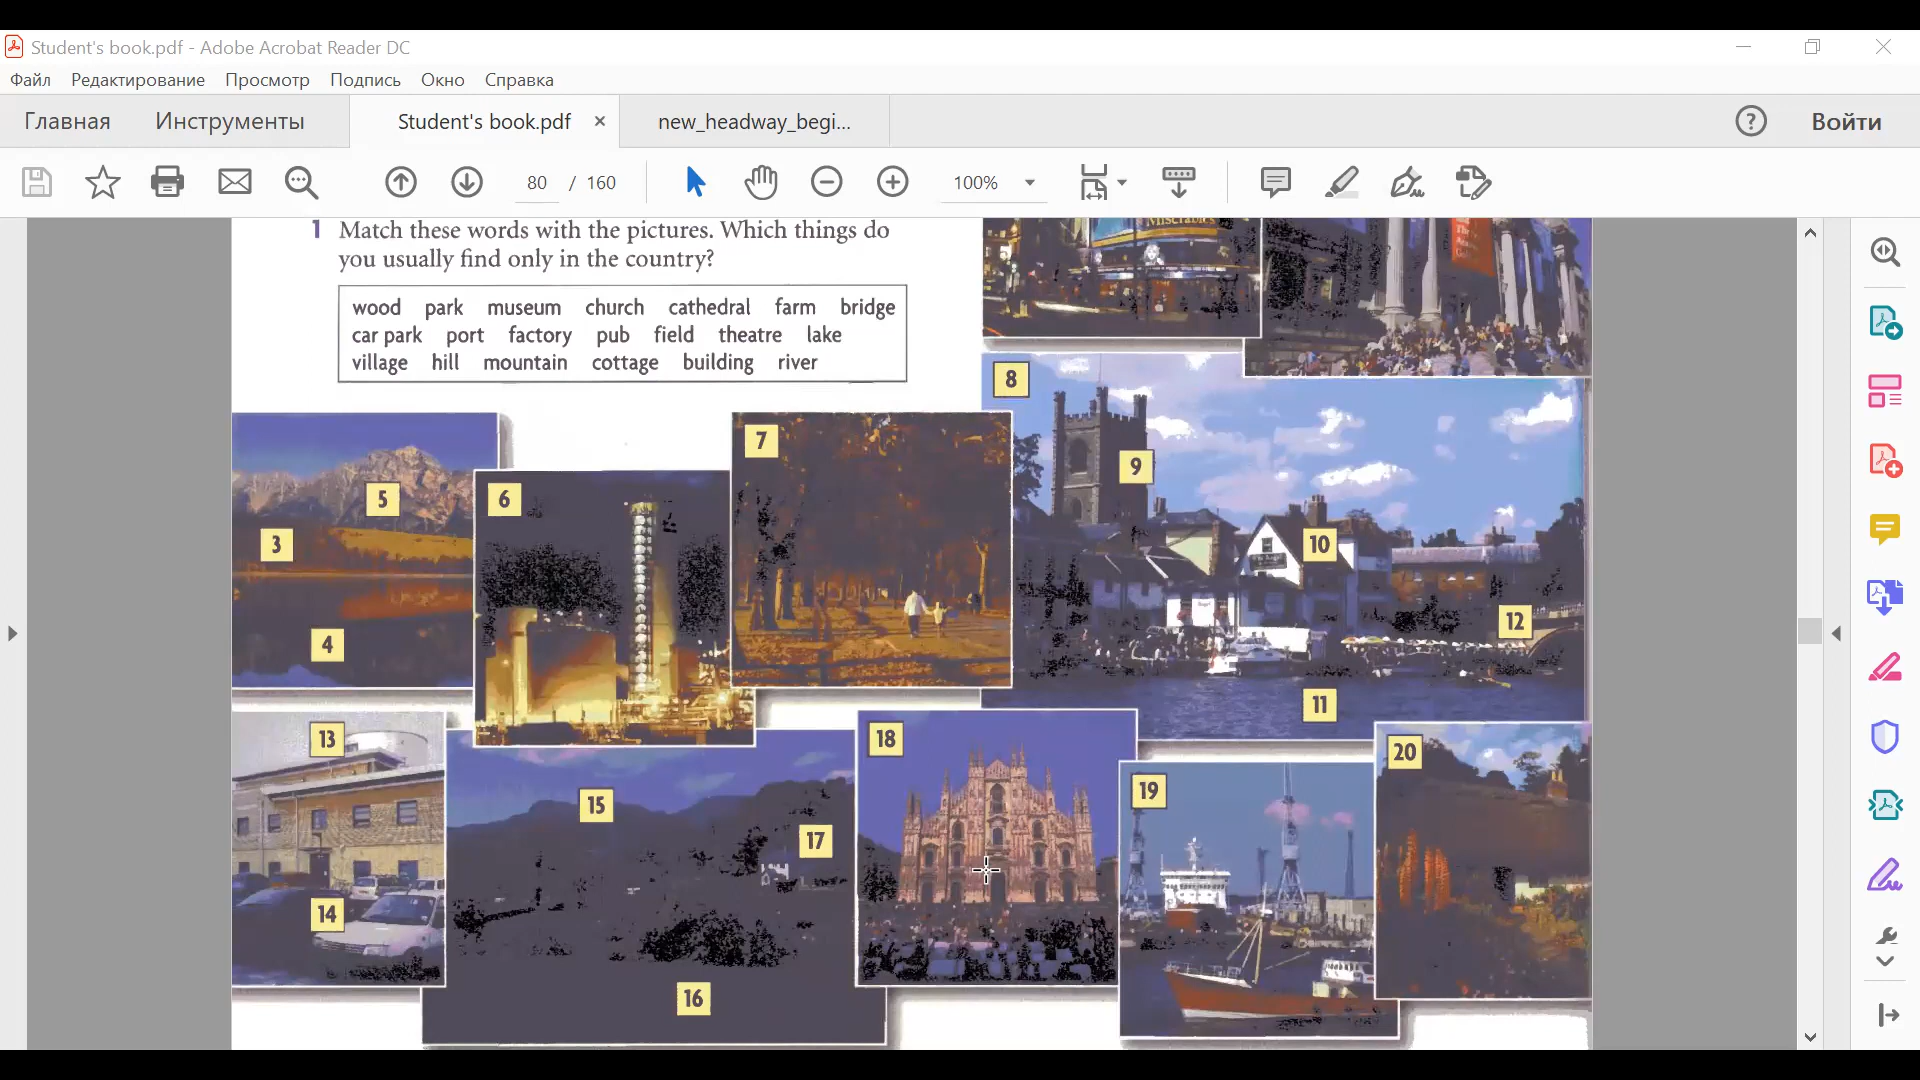 Student's book.pdf - Adobe Acrobat Reader DC
Файл Редактирование Просмотр Подпись Окно Справка
Главная Инструменты Student's book.pdf × new_headway_begi... ? Войти
80 / 160 100%
1 Match these words with the pictures. Which things do
you usually find only in the country?
wood park museum church cathedral farm bridge
car park port factory pub field theatre lake
village hill mountain cottage building river
8
7
9
5
6
3
10
12
4
11
13
18
20
19
15
17
14
16